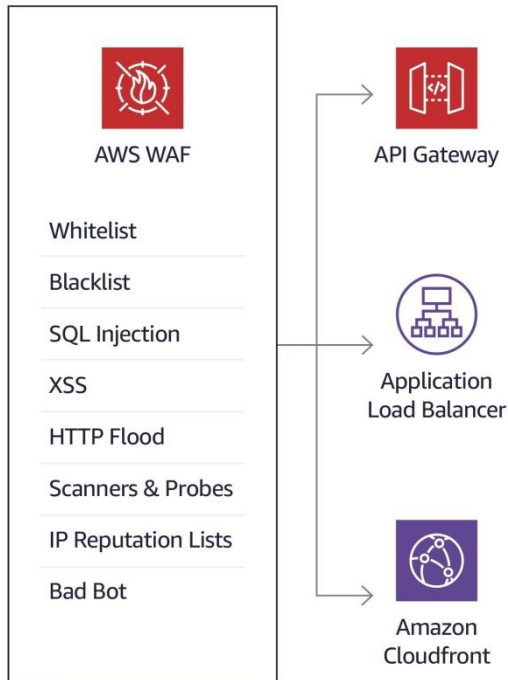 AWS WAF
Whitelist
Blacklist
SQL Injection
XSS
HTTP Flood
Scanners & Probes
IP Reputation Lists
Bad Bot
</>
API Gateway
Application
Load Balancer
Amazon
Cloudfront